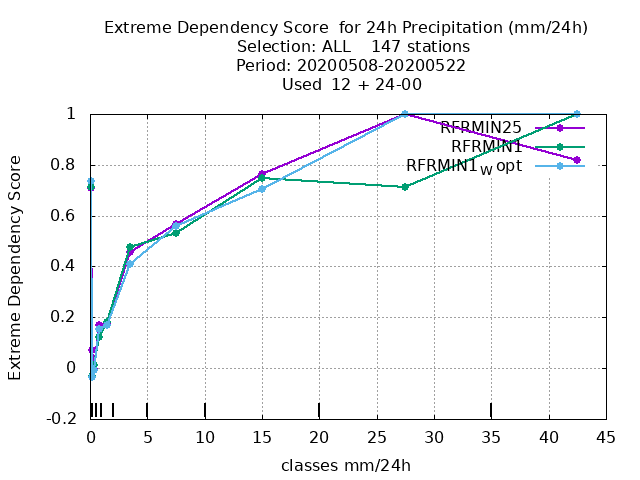 Extreme Dependency Score for 24h Precipitation (mm/24h)
Selection: ALL 147 stations
Period: 20200508-20200522
Used 12 + 24-00
RFRMIN25
RFRMIN1
RFRMIN1W opt
1
0.8
0.6
0.4
0.2
0
-0.2
Extreme Dependency Score
0 5 10 15 20 25 30 35 40 45
classes mm/24h